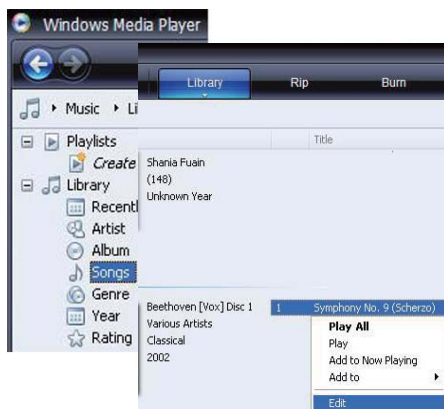 Windows Media Player
Library Rip Burn
Music Li
Playlists
Create
Library
Artist
Album
Songs
Genre
Year
Rating
Title
Shania Fuain
(148)
Unknown Year
Beethoven [Vox] Disc 1
Various Artists
Classical
2002
1 Symphony No. 9 (Scherzo)
Play All
Play
Add to Now Playing
Add to
Edit